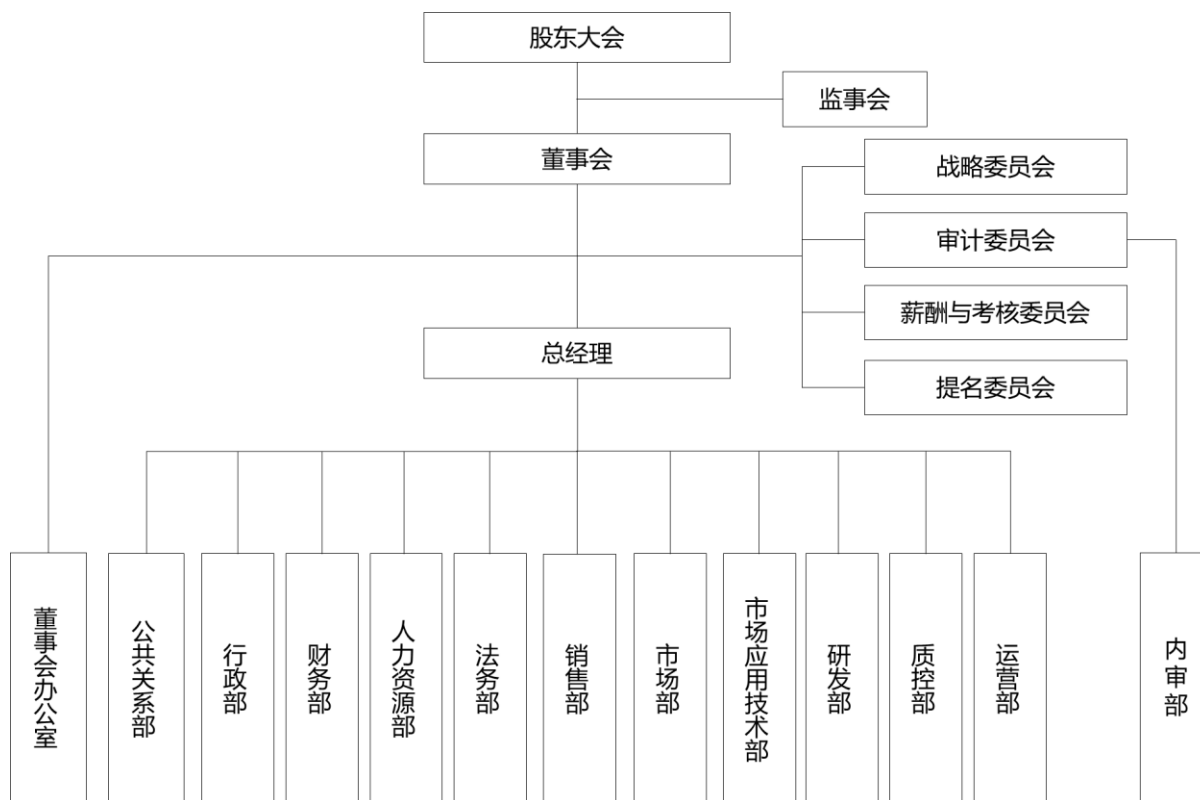 股东大会
监事会
董事会
战略委员会
审计委员会
薪酬与考核委员会
提名委员会
总经理
董事会办公室
公共关系部
行政部
财务部
人力资源部
法务部
销售部
市场部
市场应用技术部
研发部
质控部
运营部
内审部